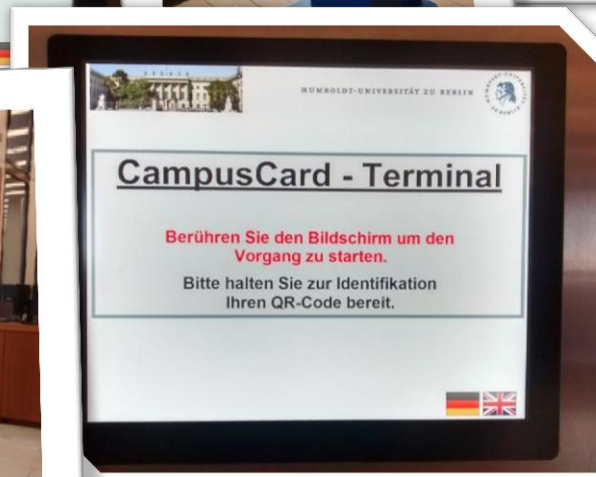 HUMBOLDT-UNIVERSITÄT ZU BERLIN
CampusCard - Terminal
Berühren Sie den Bildschirm um den
Vorgang zu starten.
Bitte halten Sie zur Identifikation
Ihren QR-Code bereit.